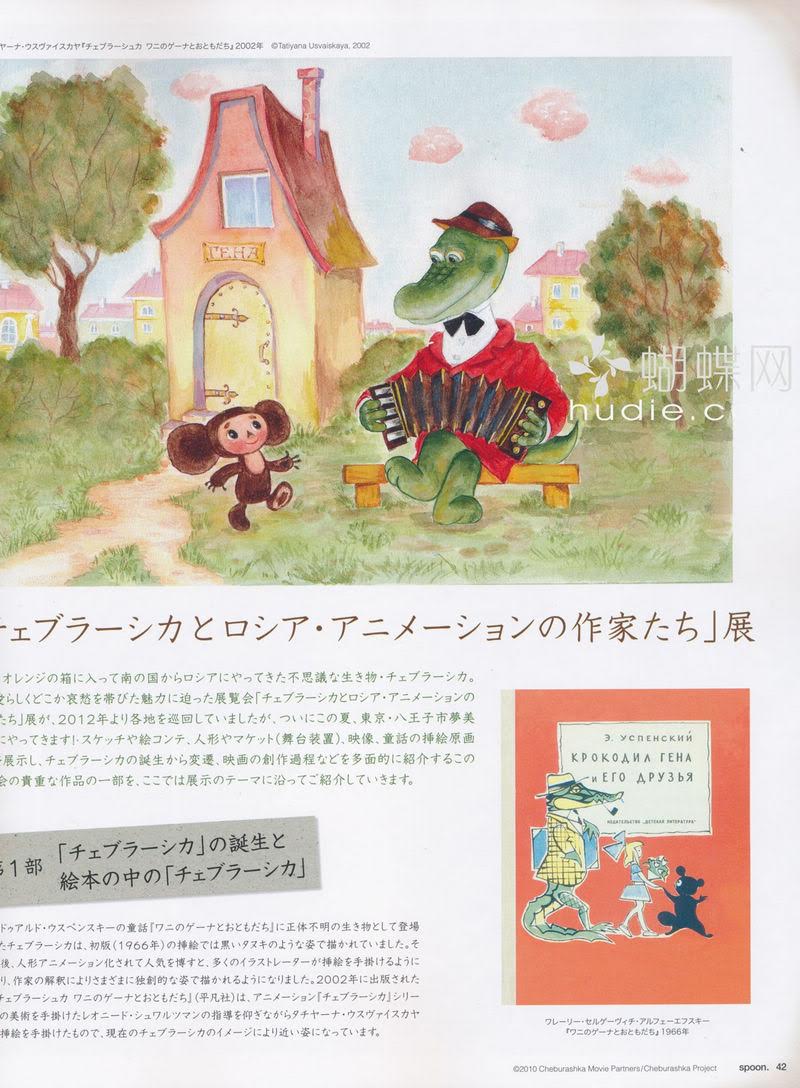 ヤーナ・ウスヴァイスカヤ『チェブラーシュカ ワニのゲーナとおともだち』2002年　©Tatiyana Usvaiskaya, 2002
ГЕНА
蝴蝶网
hudie.c
チェブラーシカとロシア・アニメーションの作家たち」展
オレンジの箱に入って南の国からロシアにやってきた不思議な生き物・チェブラーシカ。
愛らしくどこか哀愁を帯びた魅力に迫った展覧会「チェブラーシカとロシア・アニメーションの
たち」展が、2012年より各地を巡回していましたが、ついにこの夏、東京・八王子市夢美
にやってきます！スケッチや絵コンテ、人形やマケット(舞台装置)、映像、童話の挿絵原画
を展示し、チェブラーシカの誕生から変遷、映画の創作過程などを多面的に紹介するこの
会の貴重な作品の一部を、ここでは展示のテーマに沿ってご紹介していきます。
Э. УСПЕНСКИЙ
КРОКОДИЛ ГЕНА
и ЕГО ДРУЗЬЯ
ИЗДАТЕЛЬСТВО „ДЕТСКАЯ ЛИТЕРАТУРА"
第1部 「チェブラーシカ」の誕生と
絵本の中の「チェブラーシカ」
ドゥアルド・ウスペンスキーの童話『ワニのゲーナとおともだち』に正体不明の生き物として登場
たチェブラーシカは、初版(1966年)の挿絵では黒いタヌキのような姿で描かれていました。そ
後、人形アニメーション化されて人気を博すと、多くのイラストレーターが挿絵を手掛けるように
り、作家の解釈によりさまざまに独創的な姿で描かれるようになりました。2002年に出版された
チェブラーシュカ ワニのゲーナとおともだち』(平凡社)は、アニメーション『チェブラーシカ』シリー
の美術を手掛けたレオニード・シュワルツマンの指導を仰ぎながらタチヤーナ・ウスヴァイスカヤ
挿絵を手掛けたもので、現在のチェブラーシカのイメージにより近い姿になっています。
ワレーリー・セルゲーヴィチ・アルフェーエフスキー
『ワニのゲーナとおともだち』1966年
©2010 Cheburashka Movie Partners/Cheburashka Project
spoon. 42